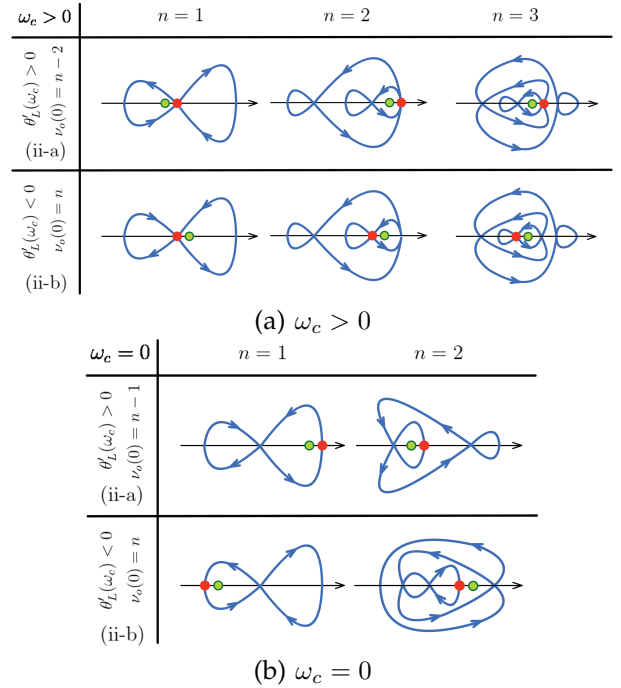 ω_c > 0 n = 1 n = 2 n = 3
θ′_L(ω_c) > 0
ν_o(0) = n − 2
(ii-a)
θ′_L(ω_c) < 0
ν_o(0) = n
(ii-b)
(a) ω_c > 0
ω_c = 0 n = 1 n = 2
θ′_L(ω_c) > 0
ν_o(0) = n − 1
(ii-a)
θ′_L(ω_c) < 0
ν_o(0) = n
(ii-b)
(b) ω_c = 0